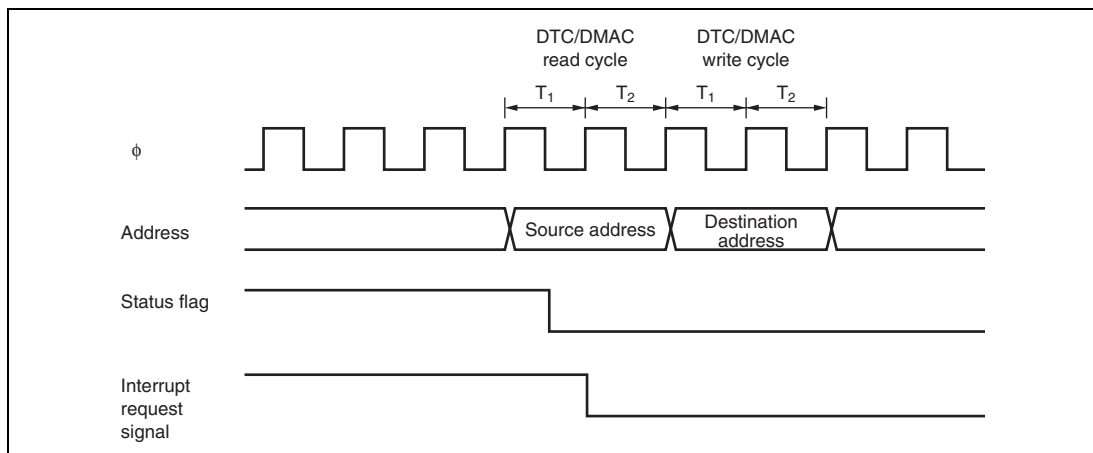 DTC/DMAC DTC/DMAC
read cycle write cycle
T₁ T₂ T₁ T₂
ϕ
Address Source address Destination
address
Status flag
Interrupt
request
signal